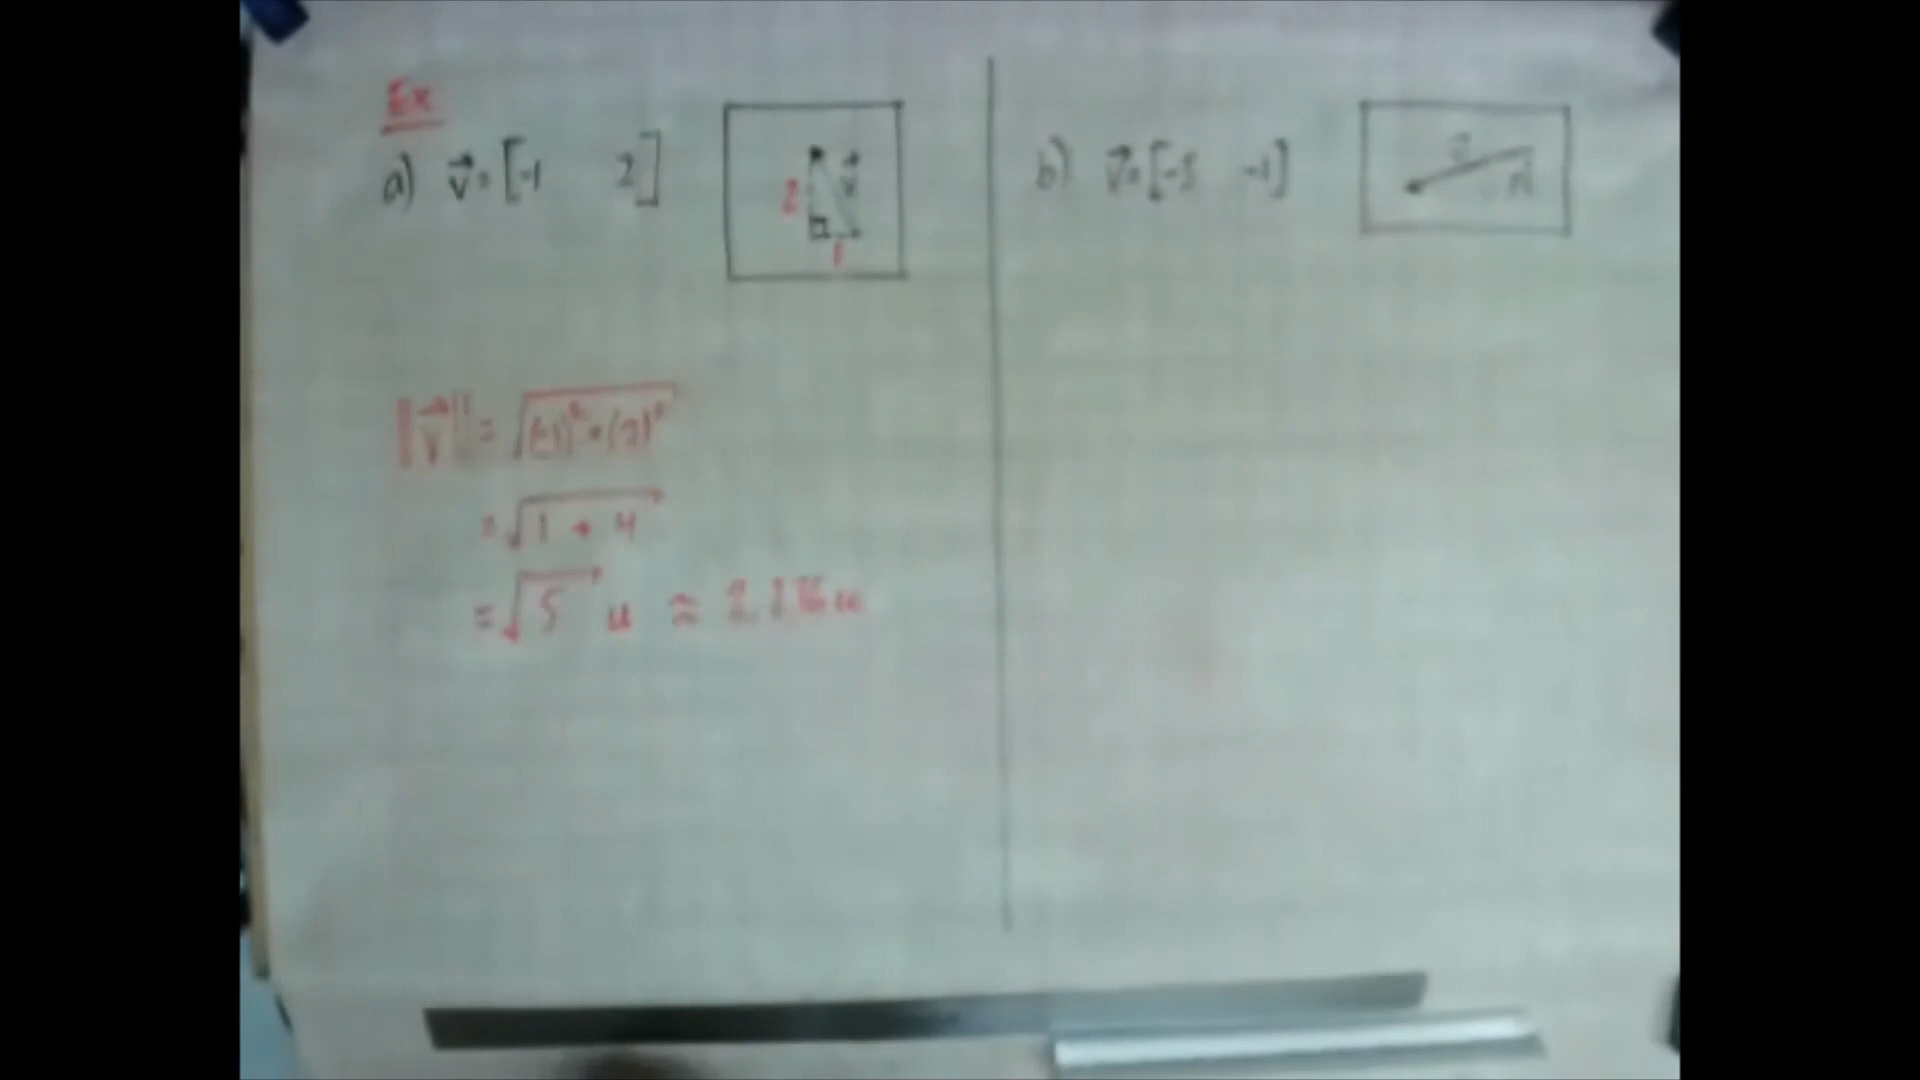 Ex
a) v⃗ = [-1 2]
2
v⃗
1
||v⃗|| = √((-1)² + (2)²)
= √(1 + 4)
= √5 u ≈ 2.236 u
b) v⃗ = [-5 -1]
v⃗